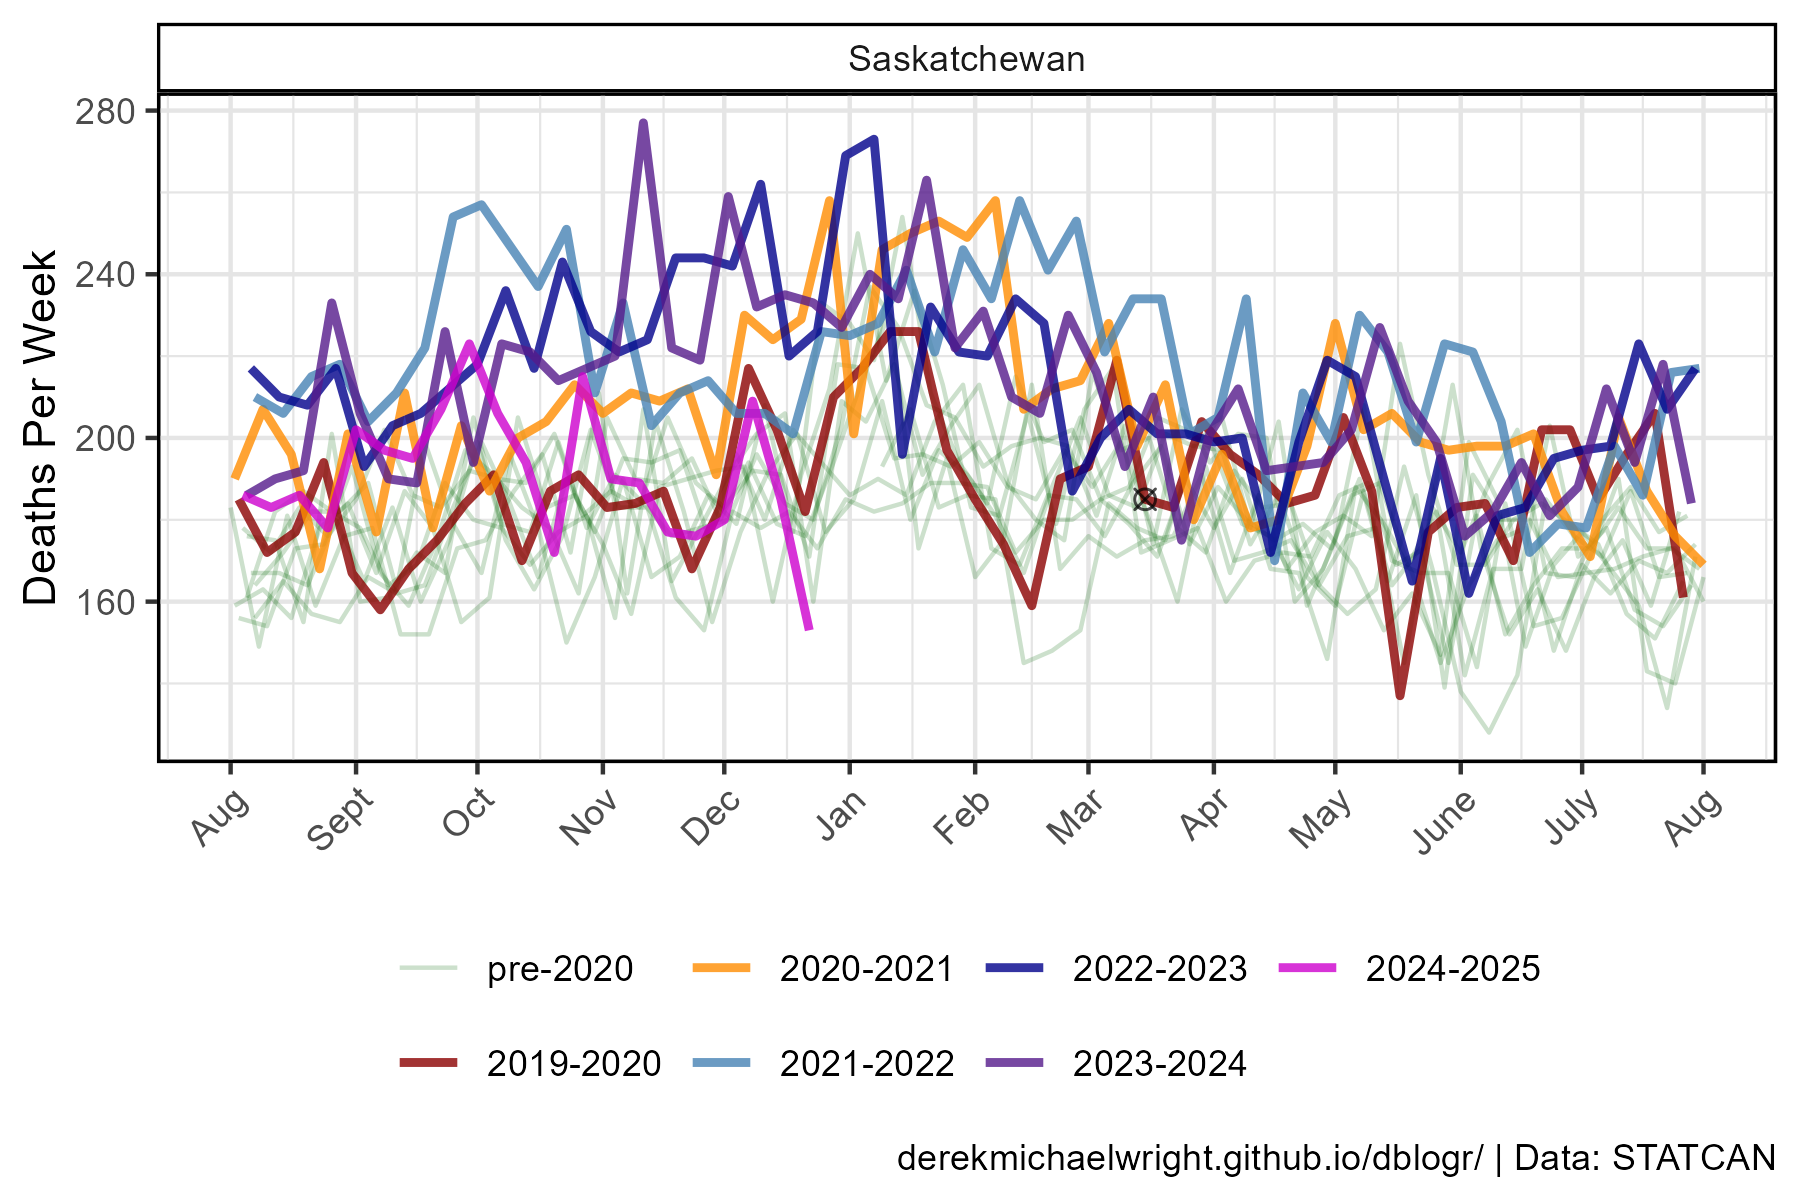 Saskatchewan
Deaths Per Week
280
240
200
160
Aug Sept Oct Nov Dec Jan Feb Mar Apr May June July Aug
pre-2020 2020-2021 2022-2023 2024-2025
2019-2020 2021-2022 2023-2024
derekmichaelwright.github.io/dblogr/ | Data: STATCAN